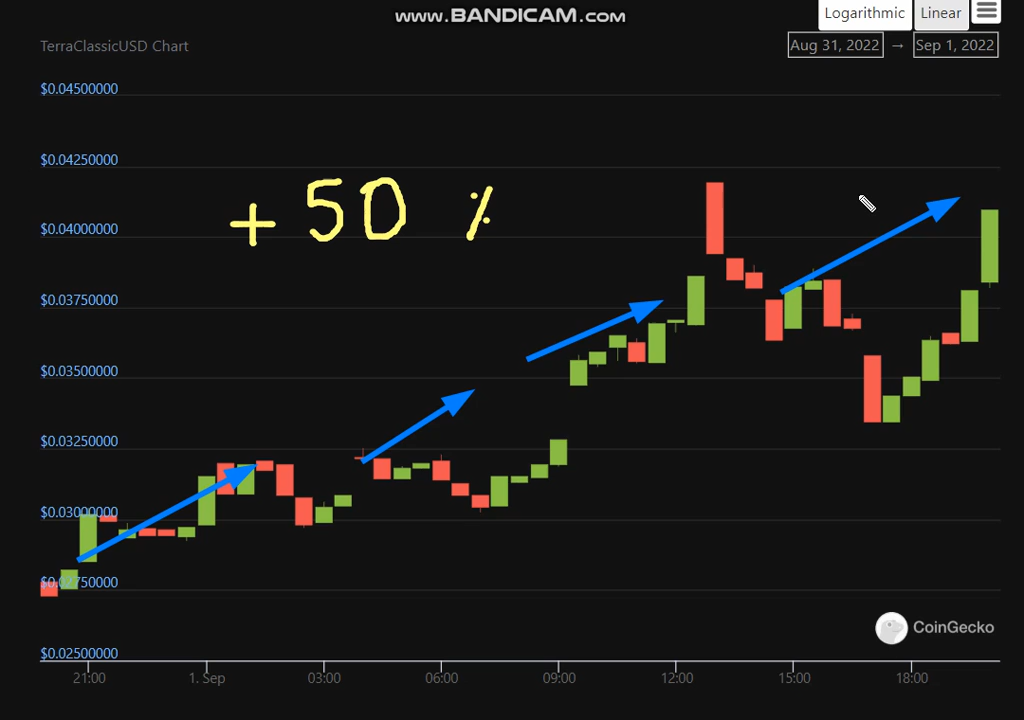 www.BANDICAM.com
Logarithmic Linear
TerraClassicUSD Chart
Aug 31, 2022 → Sep 1, 2022
$0.04500000
$0.04250000
+ 50 %
$0.04000000
$0.03750000
$0.03500000
$0.03250000
$0.03000000
$0.02750000
CoinGecko
$0.02500000
21:00 1. Sep 03:00 06:00 09:00 12:00 15:00 18:00